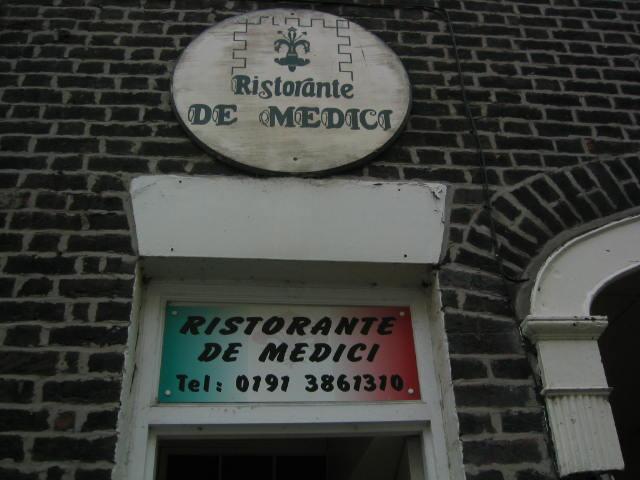 Ristorante
DE MEDICI
RISTORANTE
DE MEDICI
Tel: 0191 3861310